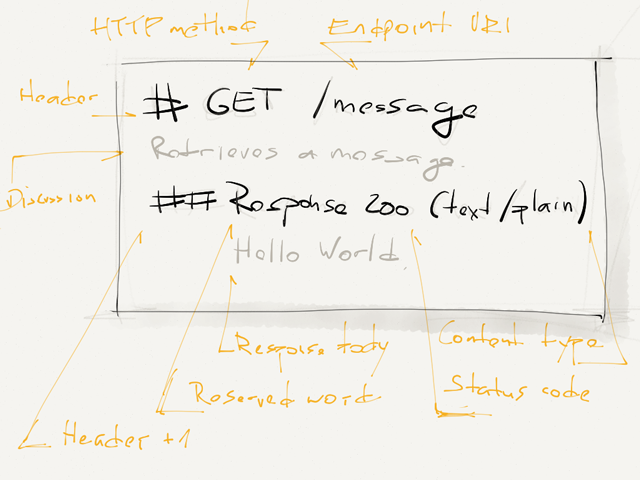 HTTP method Endpoint URI
Header
# GET /message
Retrieves a message.
Discussion
## Response 200 (text/plain)
Hello World.
Response body
Content type
Reserved word
Status code
Header +1